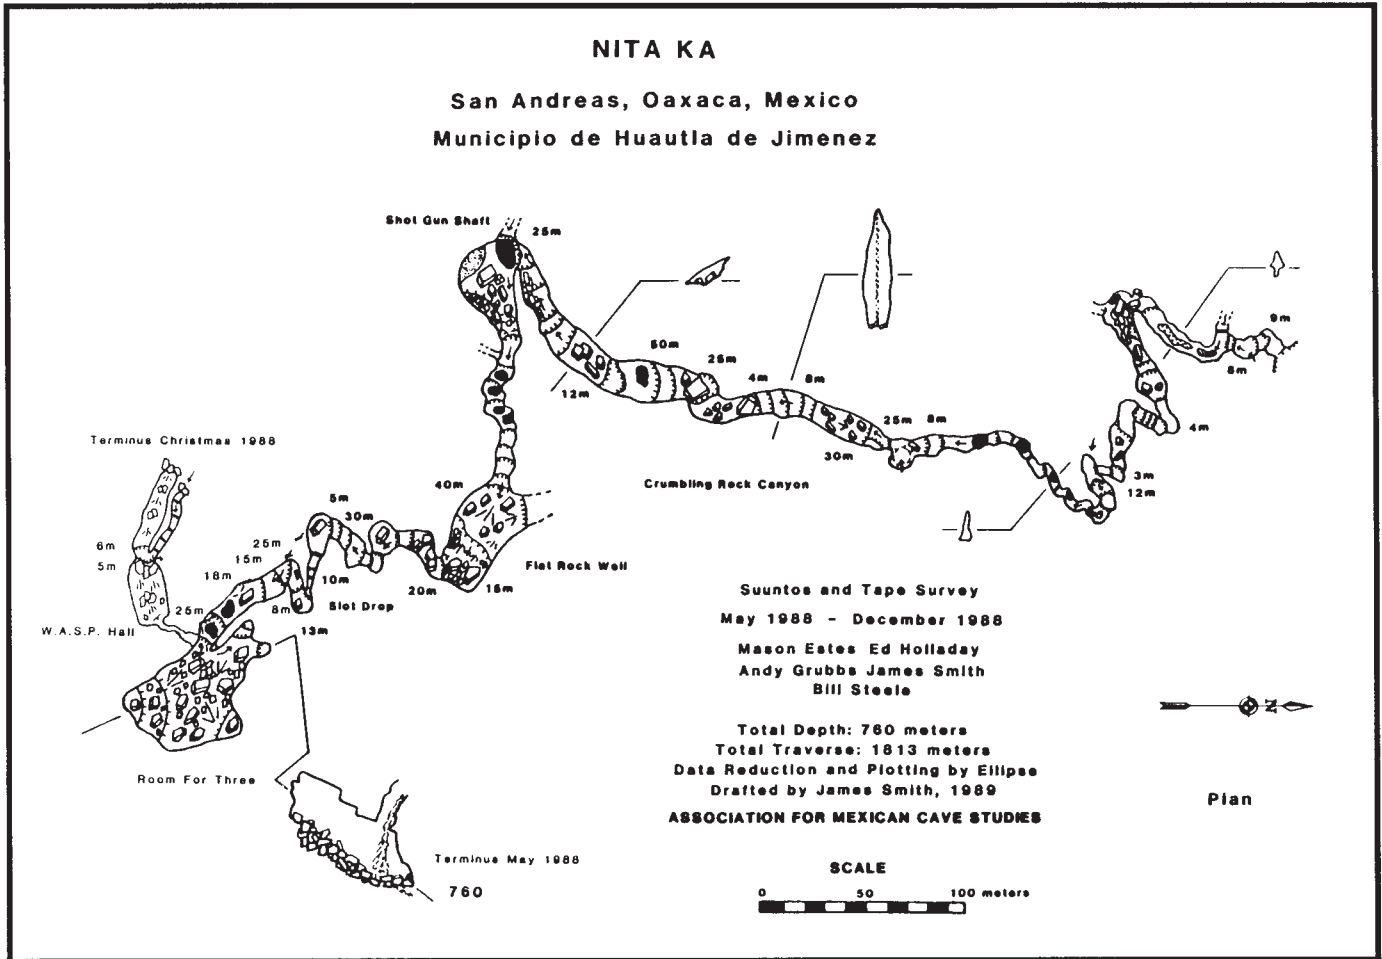 NITA KA
San Andreas, Oaxaca, Mexico
Municipio de Huautla de Jimenez
Shot Gun Shaft
25m
9m
8m
50m
25m
4m
8m
12m
25m
8m
30m
4m
3m
12m
Crumbling Rock Canyon
Terminus Christmas 1988
40m
5m
30m
6m
5m
25m
15m
18m
10m
20m
15m
Flat Rock Well
25m
8m
Slot Drop
13m
W.A.S.P. Hall
Room For Three
Terminus May 1988
760
Suuntos and Tape Survey
May 1988 - December 1988
Mason Estes Ed Holladay
Andy Grubbs James Smith
Bill Steele
Total Depth: 760 meters
Total Traverse: 1813 meters
Data Reduction and Plotting by Ellipse
Drafted by James Smith, 1989
ASSOCIATION FOR MEXICAN CAVE STUDIES
N
Plan
SCALE
0 50 100 meters